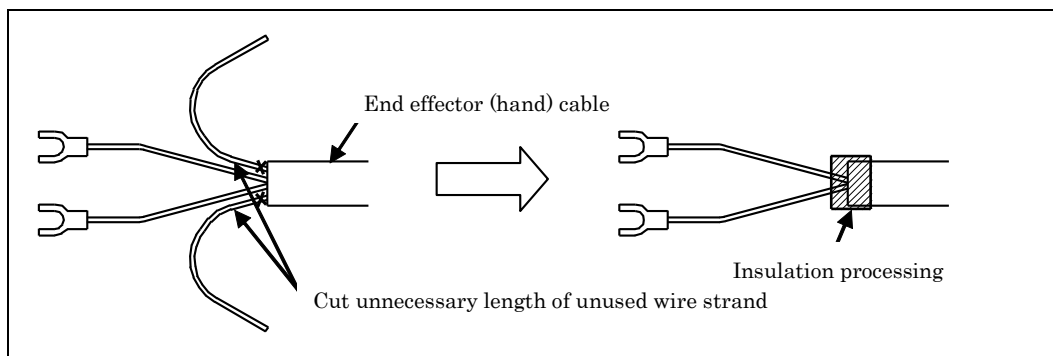 End effector (hand) cable
Insulation processing
Cut unnecessary length of unused wire strand